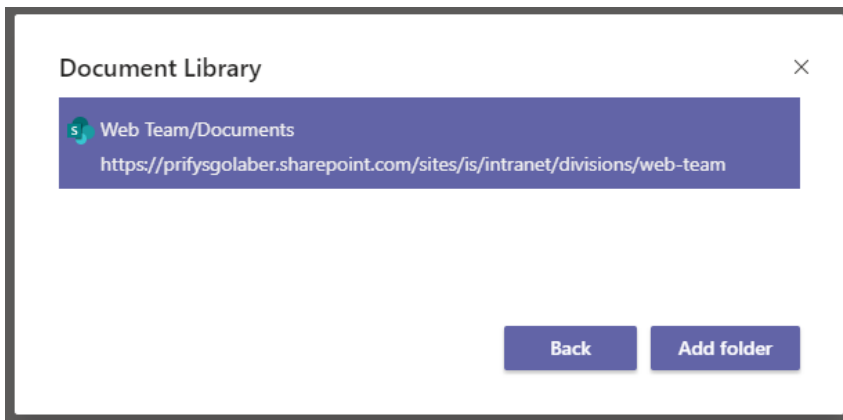 Document Library
S
Web Team/Documents
https://prifysgolaber.sharepoint.com/sites/is/intranet/divisions/web-team
Back
Add folder